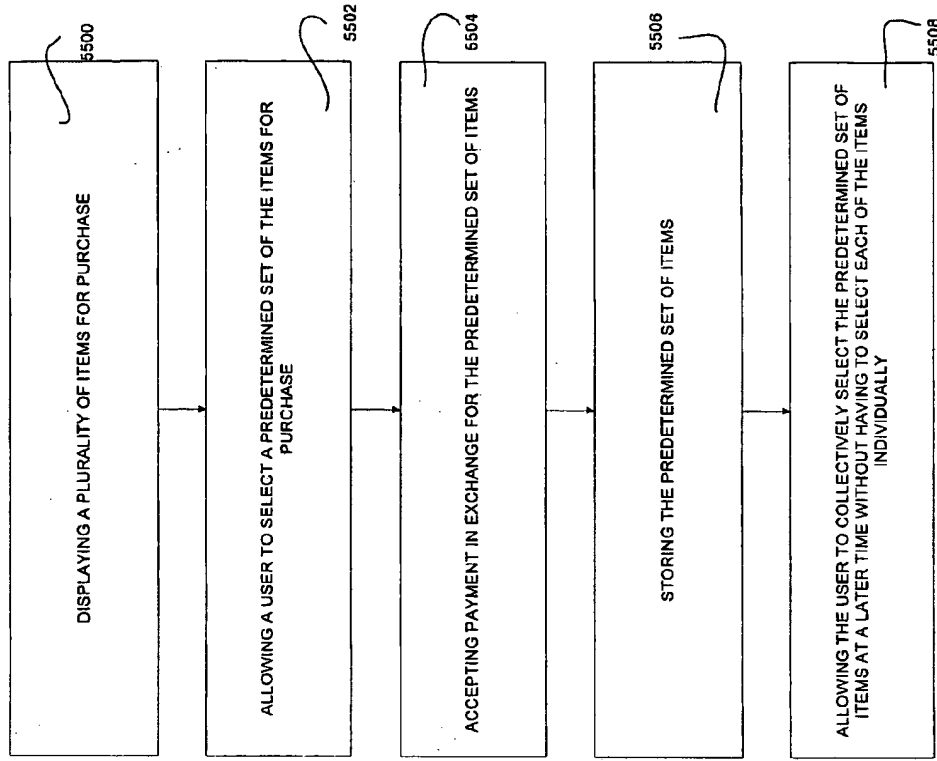 5500
DISPLAYING A PLURALITY OF ITEMS FOR PURCHASE
5502
ALLOWING A USER TO SELECT A PREDETERMINED SET OF THE ITEMS FOR
PURCHASE
5504
ACCEPTING PAYMENT IN EXCHANGE FOR THE PREDETERMINED SET OF ITEMS
5506
STORING THE PREDETERMINED SET OF ITEMS
5508
ALLOWING THE USER TO COLLECTIVELY SELECT THE PREDETERMINED SET OF
ITEMS AT A LATER TIME WITHOUT HAVING TO SELECT EACH OF THE ITEMS
INDIVIDUALLY